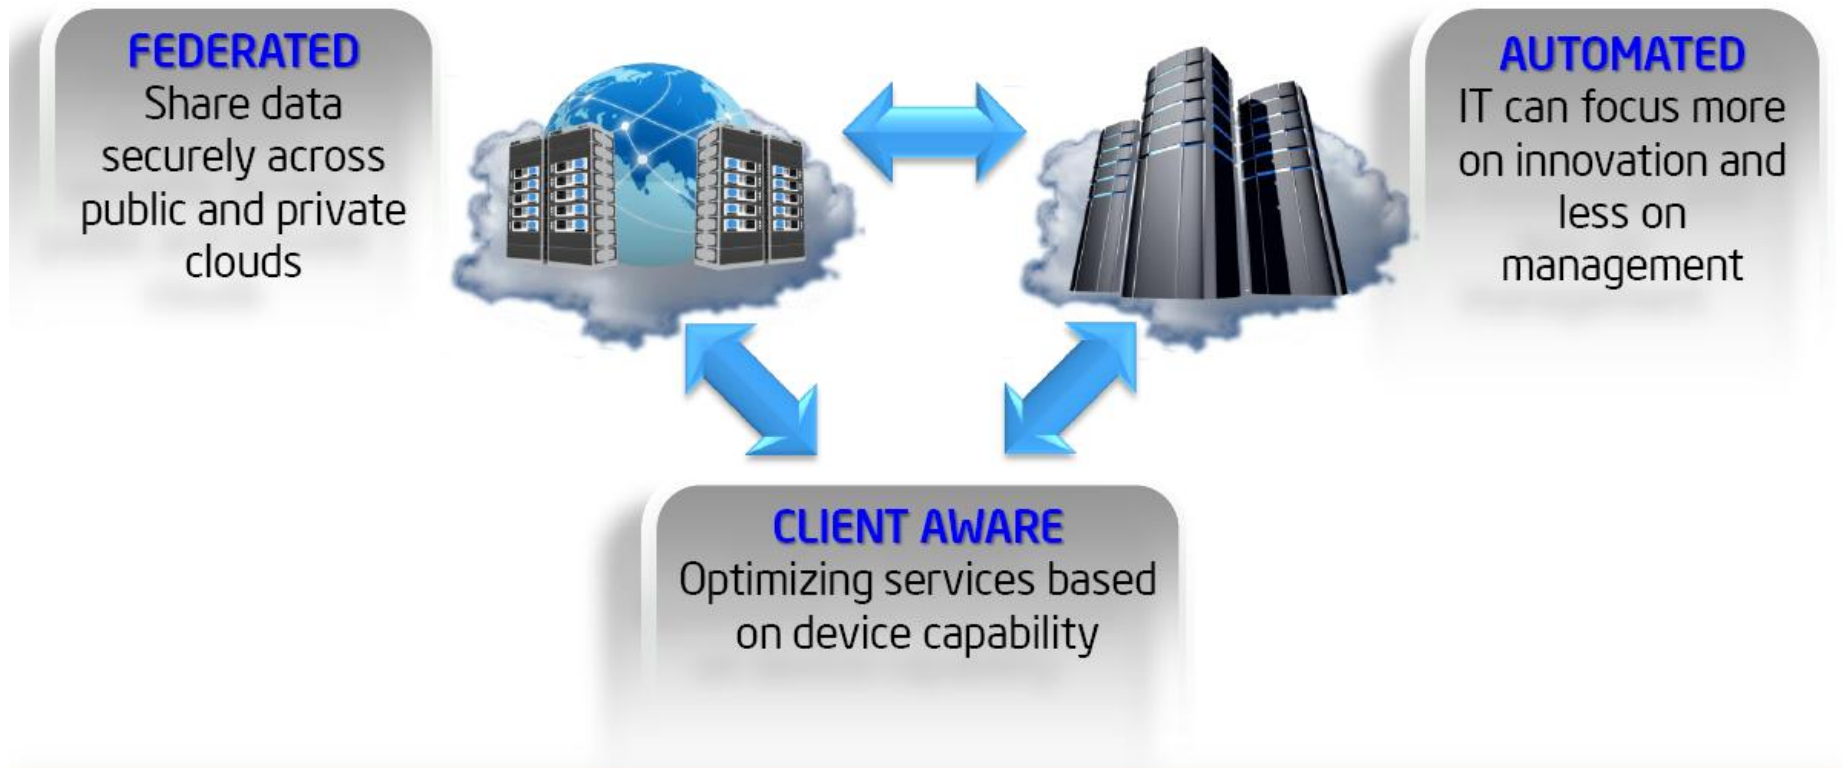 FEDERATED
Share data
securely across
public and private
clouds
AUTOMATED
IT can focus more
on innovation and
less on
management
CLIENT AWARE
Optimizing services based
on device capability